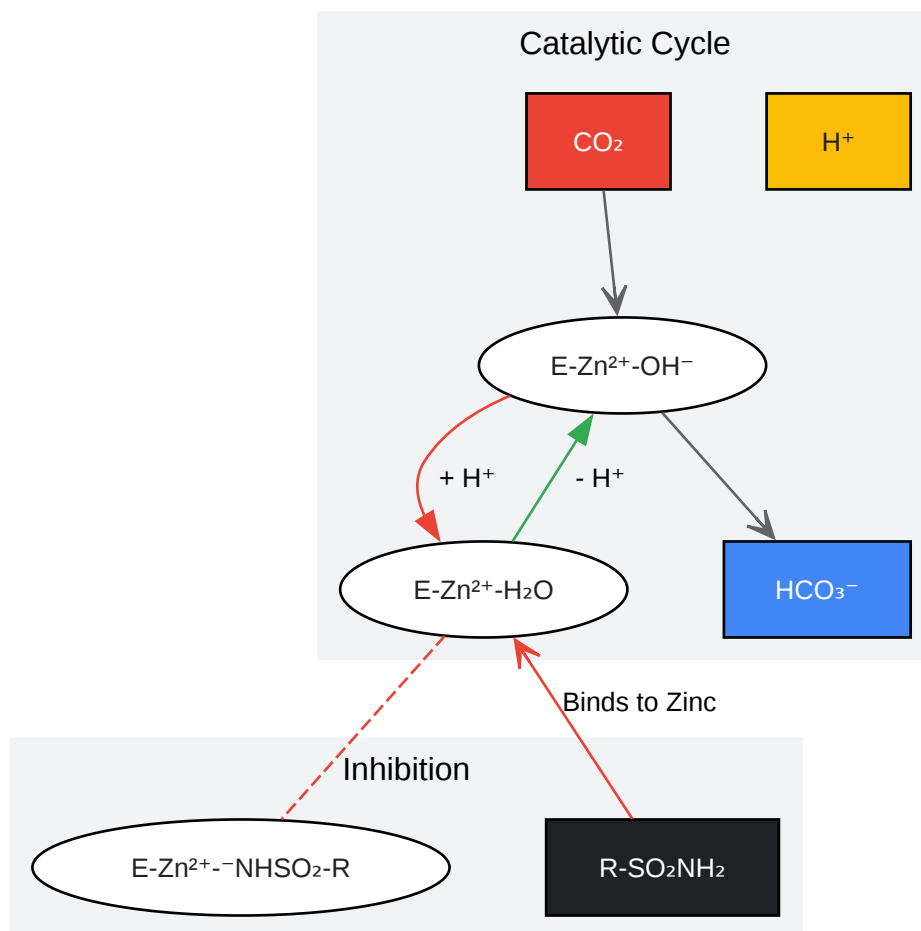 Catalytic Cycle
CO₂
H⁺
E-Zn²⁺-OH⁻
+ H⁺
- H⁺
E-Zn²⁺-H₂O
HCO₃⁻
Binds to Zinc
Inhibition
E-Zn²⁺-⁻NHSO₂-R
R-SO₂NH₂